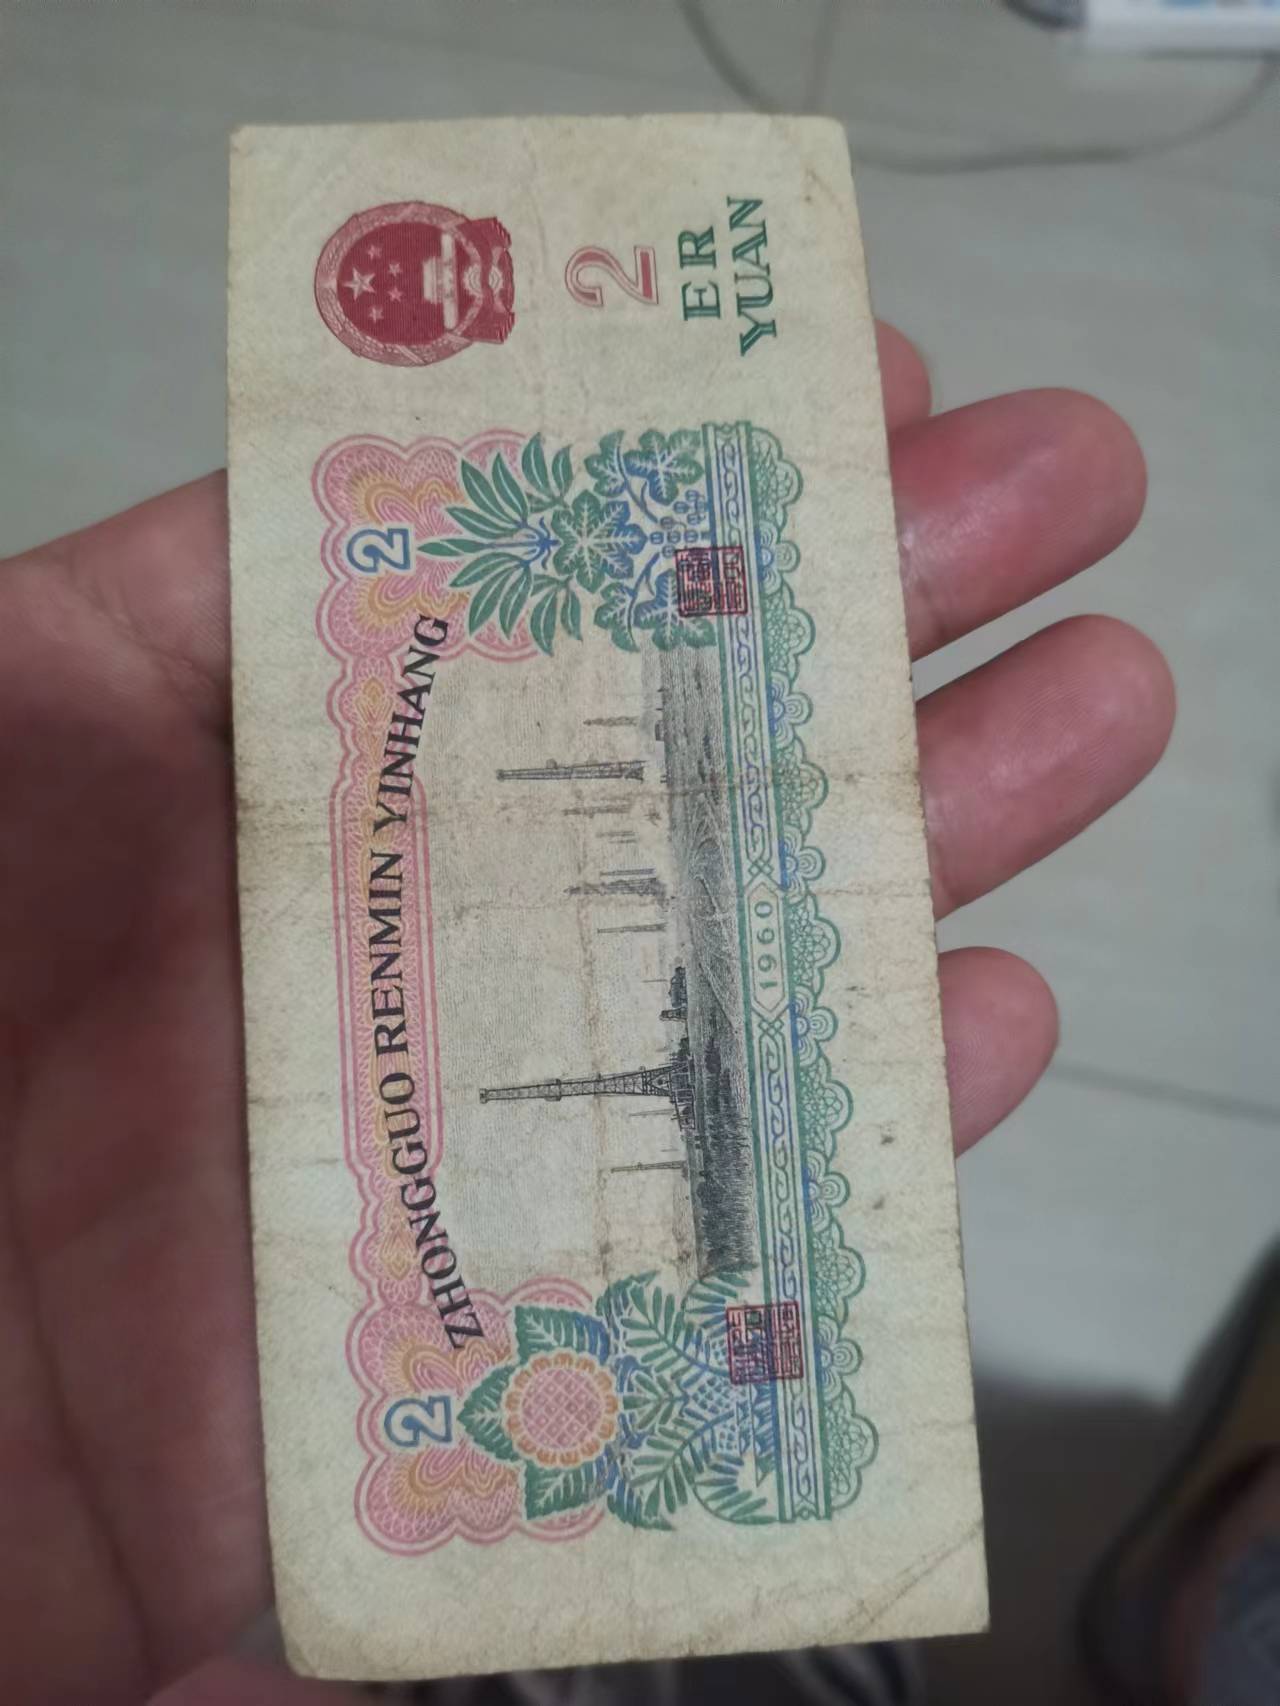 ZHONGGUO RENMIN YINHANG
2
2
2
ER
YUAN
1960